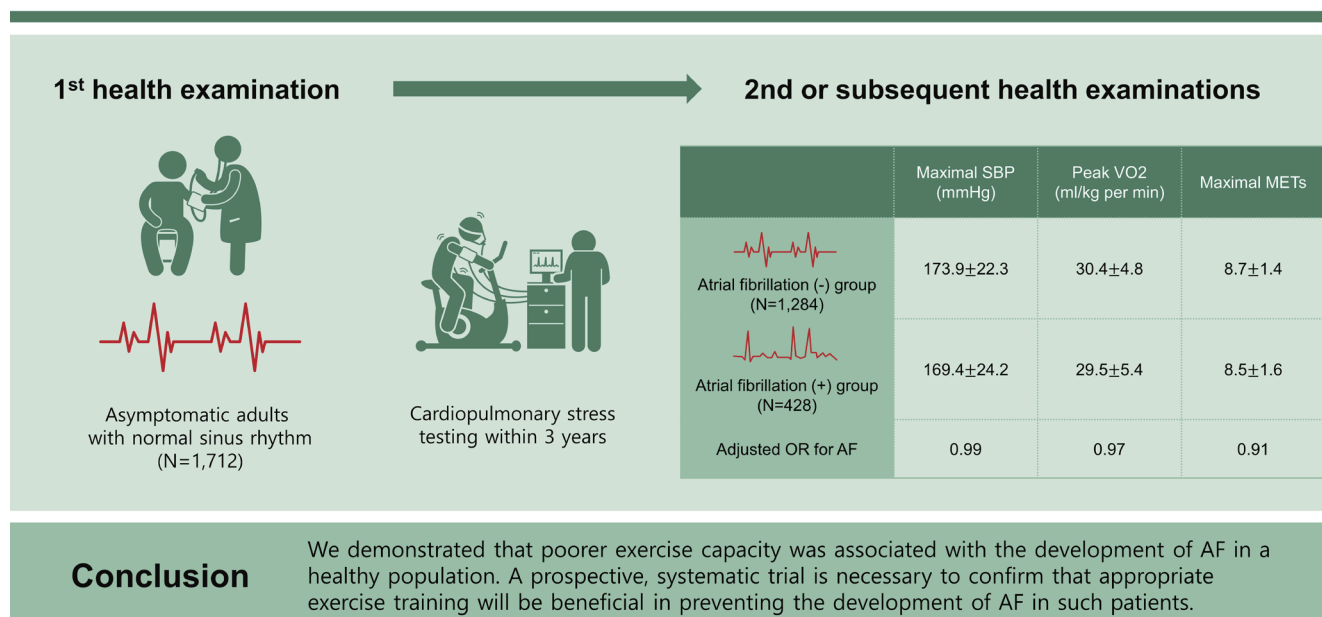 1st health examination
2nd or subsequent health examinations
Asymptomatic adults
with normal sinus rhythm
(N=1,712)
Cardiopulmonary stress
testing within 3 years
Maximal SBP
(mmHg)
Peak VO2
(ml/kg per min)
Maximal METs
Atrial fibrillation (-) group
(N=1,284)
173.9±22.3
30.4±4.8
8.7±1.4
Atrial fibrillation (+) group
(N=428)
169.4±24.2
29.5±5.4
8.5±1.6
Adjusted OR for AF
0.99
0.97
0.91
Conclusion
We demonstrated that poorer exercise capacity was associated with the development of AF in a
healthy population. A prospective, systematic trial is necessary to confirm that appropriate
exercise training will be beneficial in preventing the development of AF in such patients.